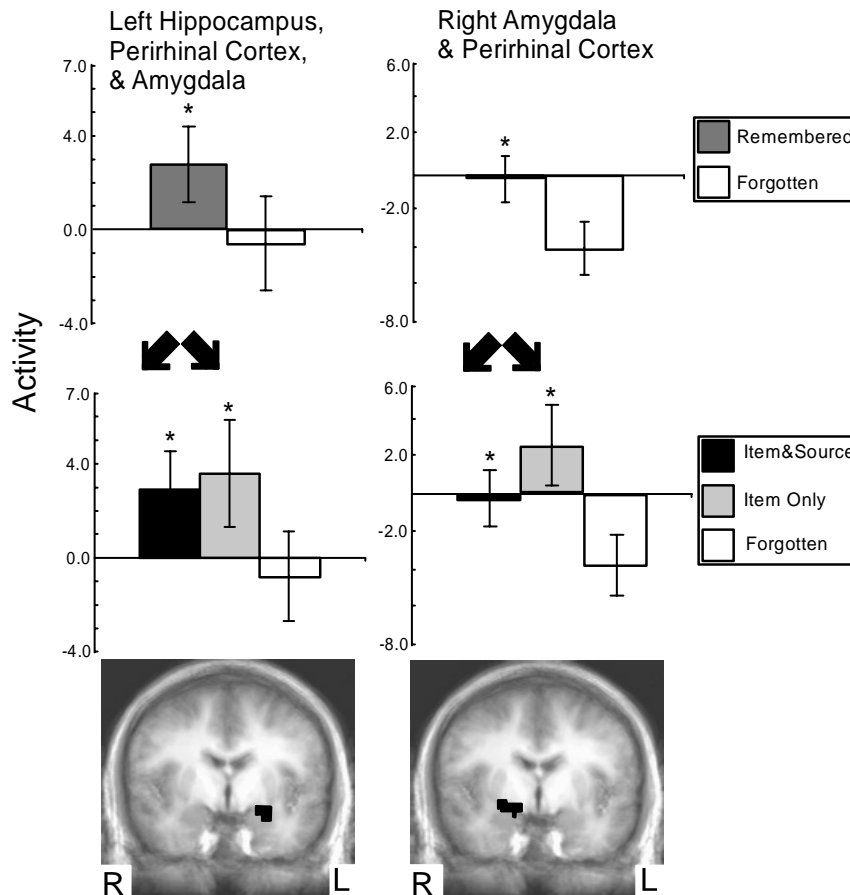 Left Hippocampus,
Perirhinal Cortex,
& Amygdala
Right Amygdala
& Perirhinal Cortex
Activity
7.0
4.0
0.0
-4.0
*
6.0
2.0
-2.0
-8.0
*
Remembered
Forgotten
7.0
4.0
0.0
-4.0
*
*
6.0
2.0
-2.0
-8.0
*
*
Item&Source
Item Only
Forgotten
R
L
R
L